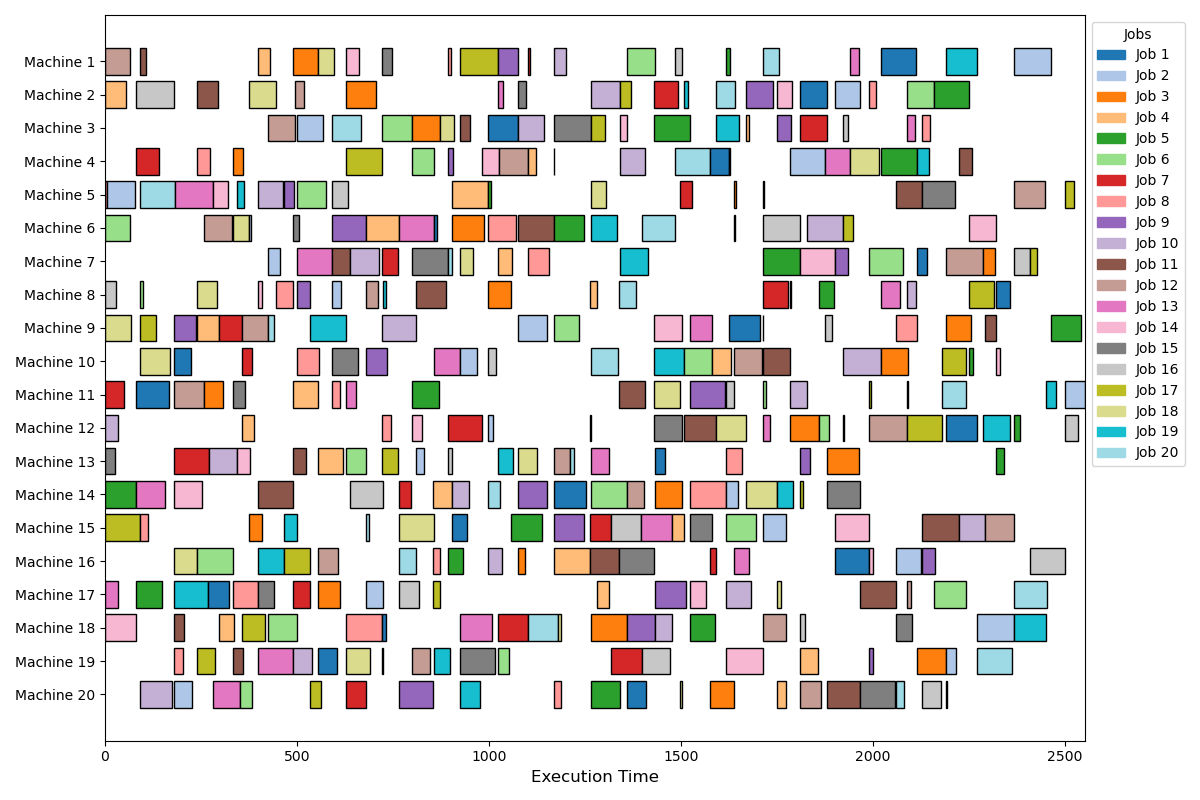 Machine 1
Machine 2
Machine 3
Machine 4
Machine 5
Machine 6
Machine 7
Machine 8
Machine 9
Machine 10
Machine 11
Machine 12
Machine 13
Machine 14
Machine 15
Machine 16
Machine 17
Machine 18
Machine 19
Machine 20
0 500 1000 1500 2000 2500
Execution Time
Jobs
Job 1
Job 2
Job 3
Job 4
Job 5
Job 6
Job 7
Job 8
Job 9
Job 10
Job 11
Job 12
Job 13
Job 14
Job 15
Job 16
Job 17
Job 18
Job 19
Job 20